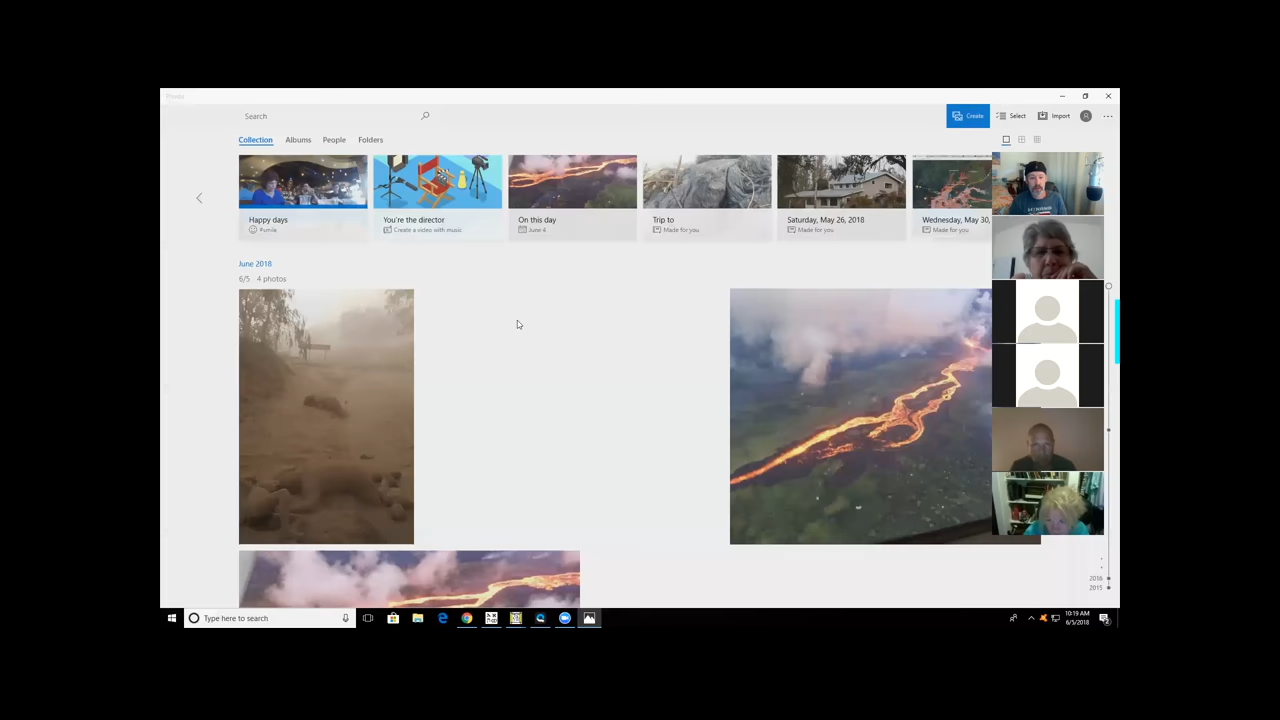 Photos
Search
Create
Select
Import
Collection
Albums
People
Folders
Happy days
#smile
You're the director
Create a video with music
On this day
June 4
Trip to
Made for you
Saturday, May 26, 2018
Made for you
Wednesday, May 30,
Made for you
June 2018
6/5 4 photos
2016
2015
Type here to search
10:19 AM
6/5/2018
2